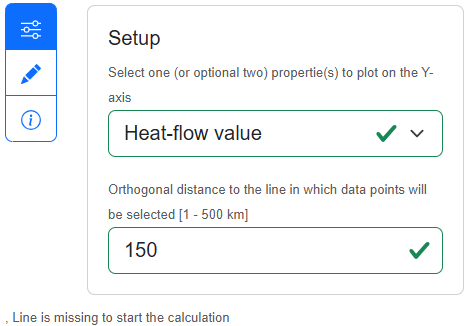 Setup
Select one (or optional two) propertie(s) to plot on the Y-
axis
Heat-flow value
Orthogonal distance to the line in which data points will
be selected [1 - 500 km]
150
, Line is missing to start the calculation